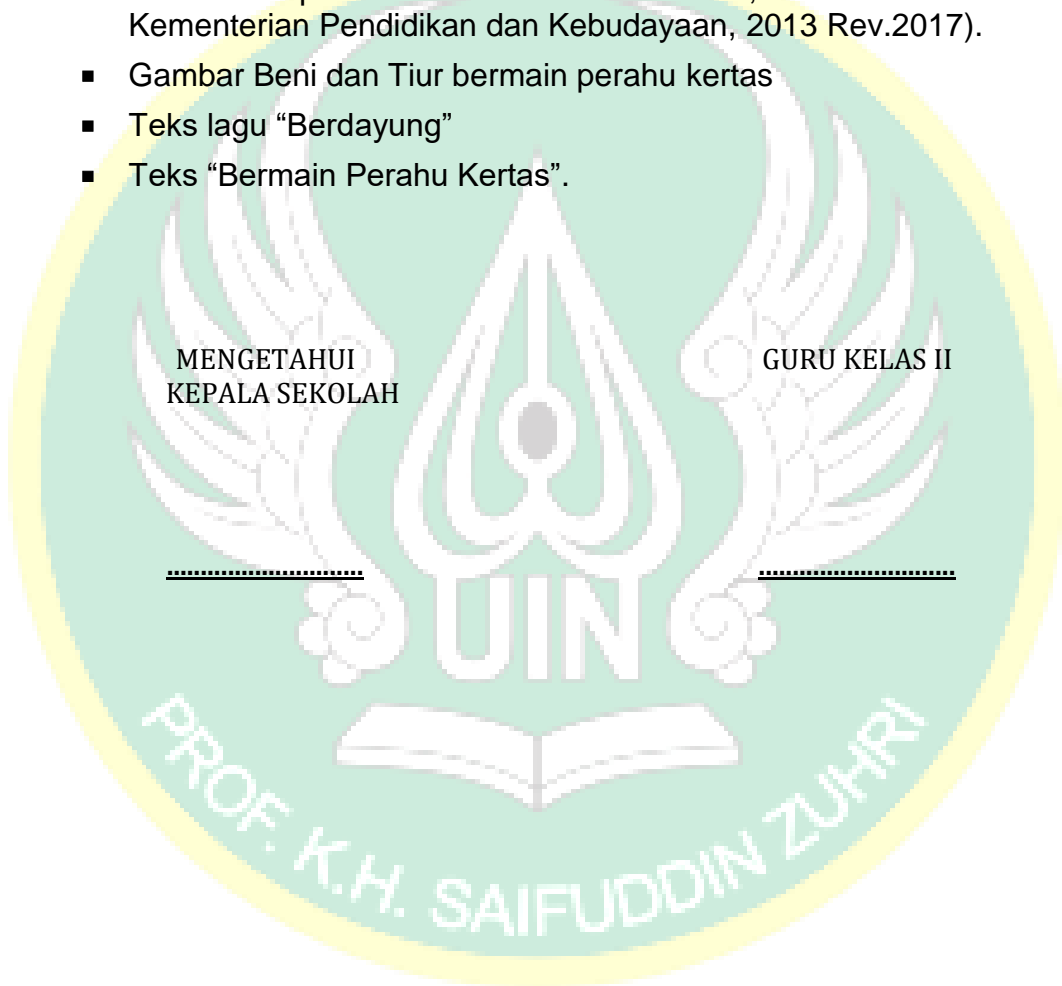 Kementerian Pendidikan dan Kebudayaan, 2013 Rev.2017).
▪ Gambar Beni dan Tiur bermain perahu kertas
▪ Teks lagu “Berdayung”
▪ Teks “Bermain Perahu Kertas”.
MENGETAHUI
KEPALA SEKOLAH
GURU KELAS II
.............................
.............................
UIN
PROF. K.H. SAIFUDDIN ZUHRI